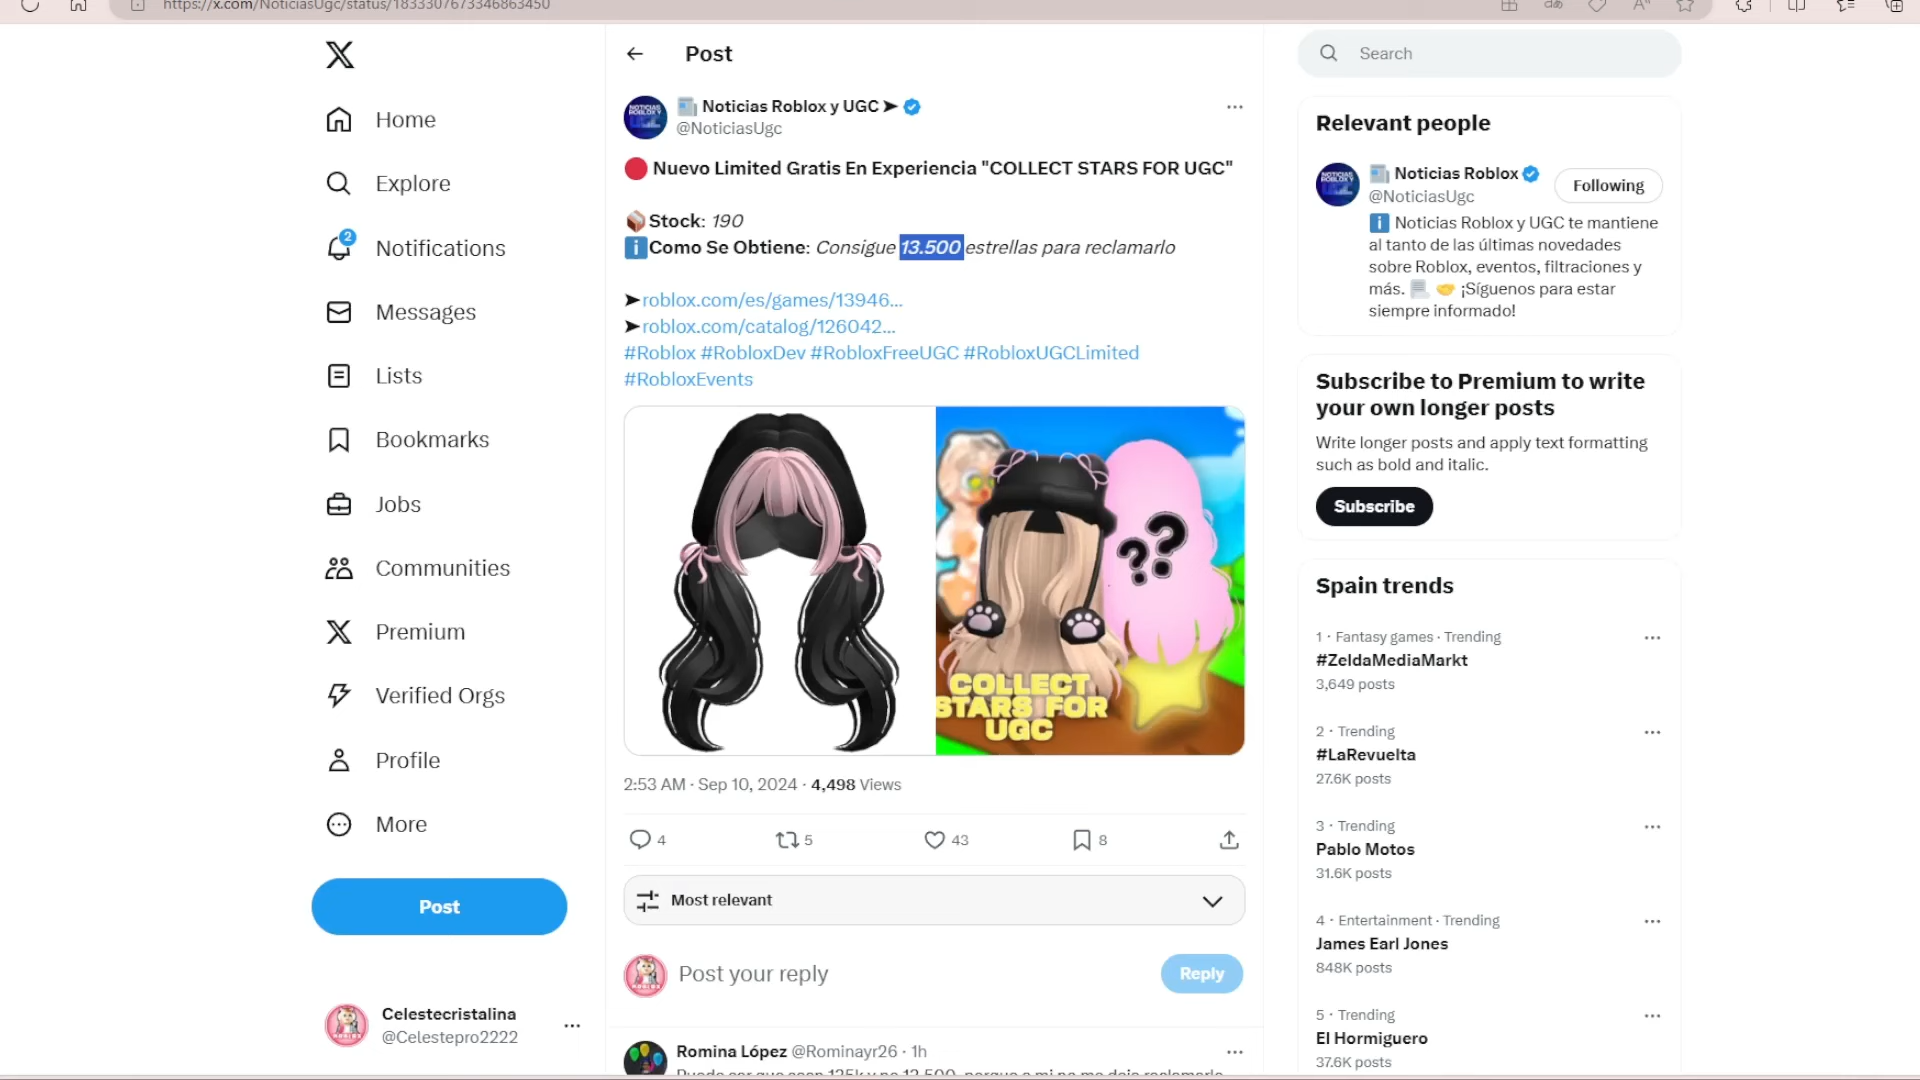 https://x.com/NoticiasUgc/status/1833307673346863450
Home
Explore
2
Notifications
Messages
Lists
Bookmarks
Jobs
Communities
Premium
Verified Orgs
Profile
More
Post
Celestecristalina
@Celestepro2222
Post
Noticias Roblox y UGC ➤
@NoticiasUgc
Nuevo Limited Gratis En Experiencia "COLLECT STARS FOR UGC"
Stock: 190
Como Se Obtiene: Consigue 13.500 estrellas para reclamarlo
➤roblox.com/es/games/13946...
➤roblox.com/catalog/126042...
#Roblox #RobloxDev #RobloxFreeUGC #RobloxUGCLimited
#RobloxEvents
??
COLLECT
STARS FOR
UGC
2:53 AM · Sep 10, 2024 · 4,498 Views
4
5
43
8
Most relevant
Post your reply
Reply
Romina López @Rominayr26 · 1h
Search
Relevant people
Noticias Roblox
@NoticiasUgc
Following
Noticias Roblox y UGC te mantiene
al tanto de las últimas novedades
sobre Roblox, eventos, filtraciones y
más. ¡Síguenos para estar
siempre informado!
Subscribe to Premium to write
your own longer posts
Write longer posts and apply text formatting
such as bold and italic.
Subscribe
Spain trends
1 · Fantasy games · Trending
#ZeldaMediaMarkt
3,649 posts
2 · Trending
#LaRevuelta
27.6K posts
3 · Trending
Pablo Motos
31.6K posts
4 · Entertainment · Trending
James Earl Jones
848K posts
5 · Trending
El Hormiguero
37.6K posts